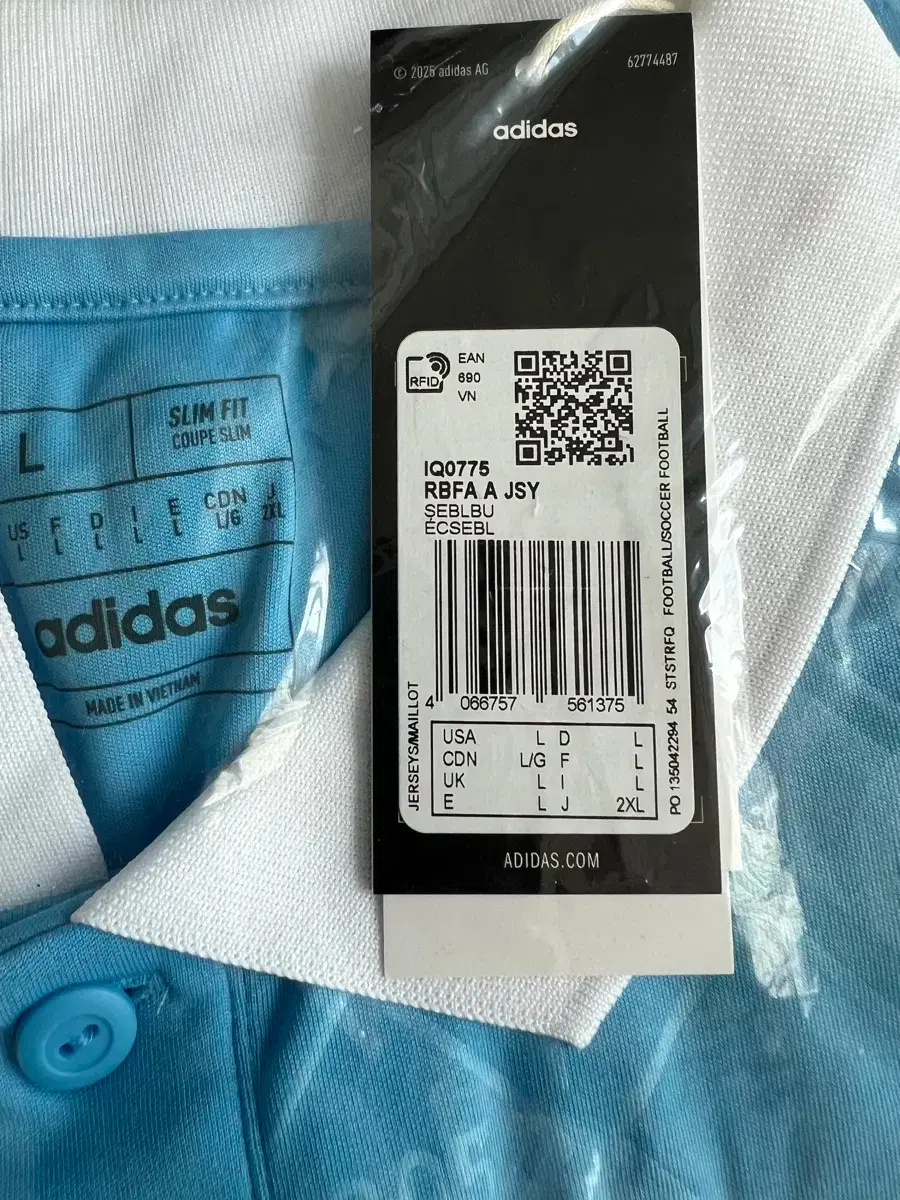 © 2025 adidas AG
62774487
adidas
RFID
EAN
690
VN
IQ0775
RBFA A JSY
SEBLBU
ÉCSEBL
4 066757 561375
USA L D L
CDN L/G F L
UK L I L
E L J 2XL
JERSEYS/MAILLOT
PO 135042294 54 STSTRFQ FOOTBALL/SOCCER FOOTBALL
ADIDAS.COM
L
SLIM FIT
COUPE SLIM
US F D I E CDN J
L L L L L L/G 2XL
adidas
MADE IN VIETNAM